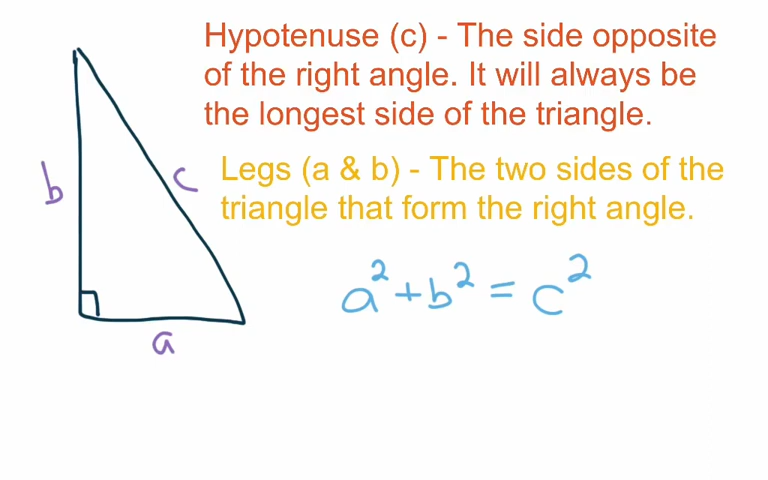 Hypotenuse (c) - The side opposite
of the right angle. It will always be
the longest side of the triangle.
b
c
Legs (a & b) - The two sides of the
triangle that form the right angle.
a² + b² = c²
a